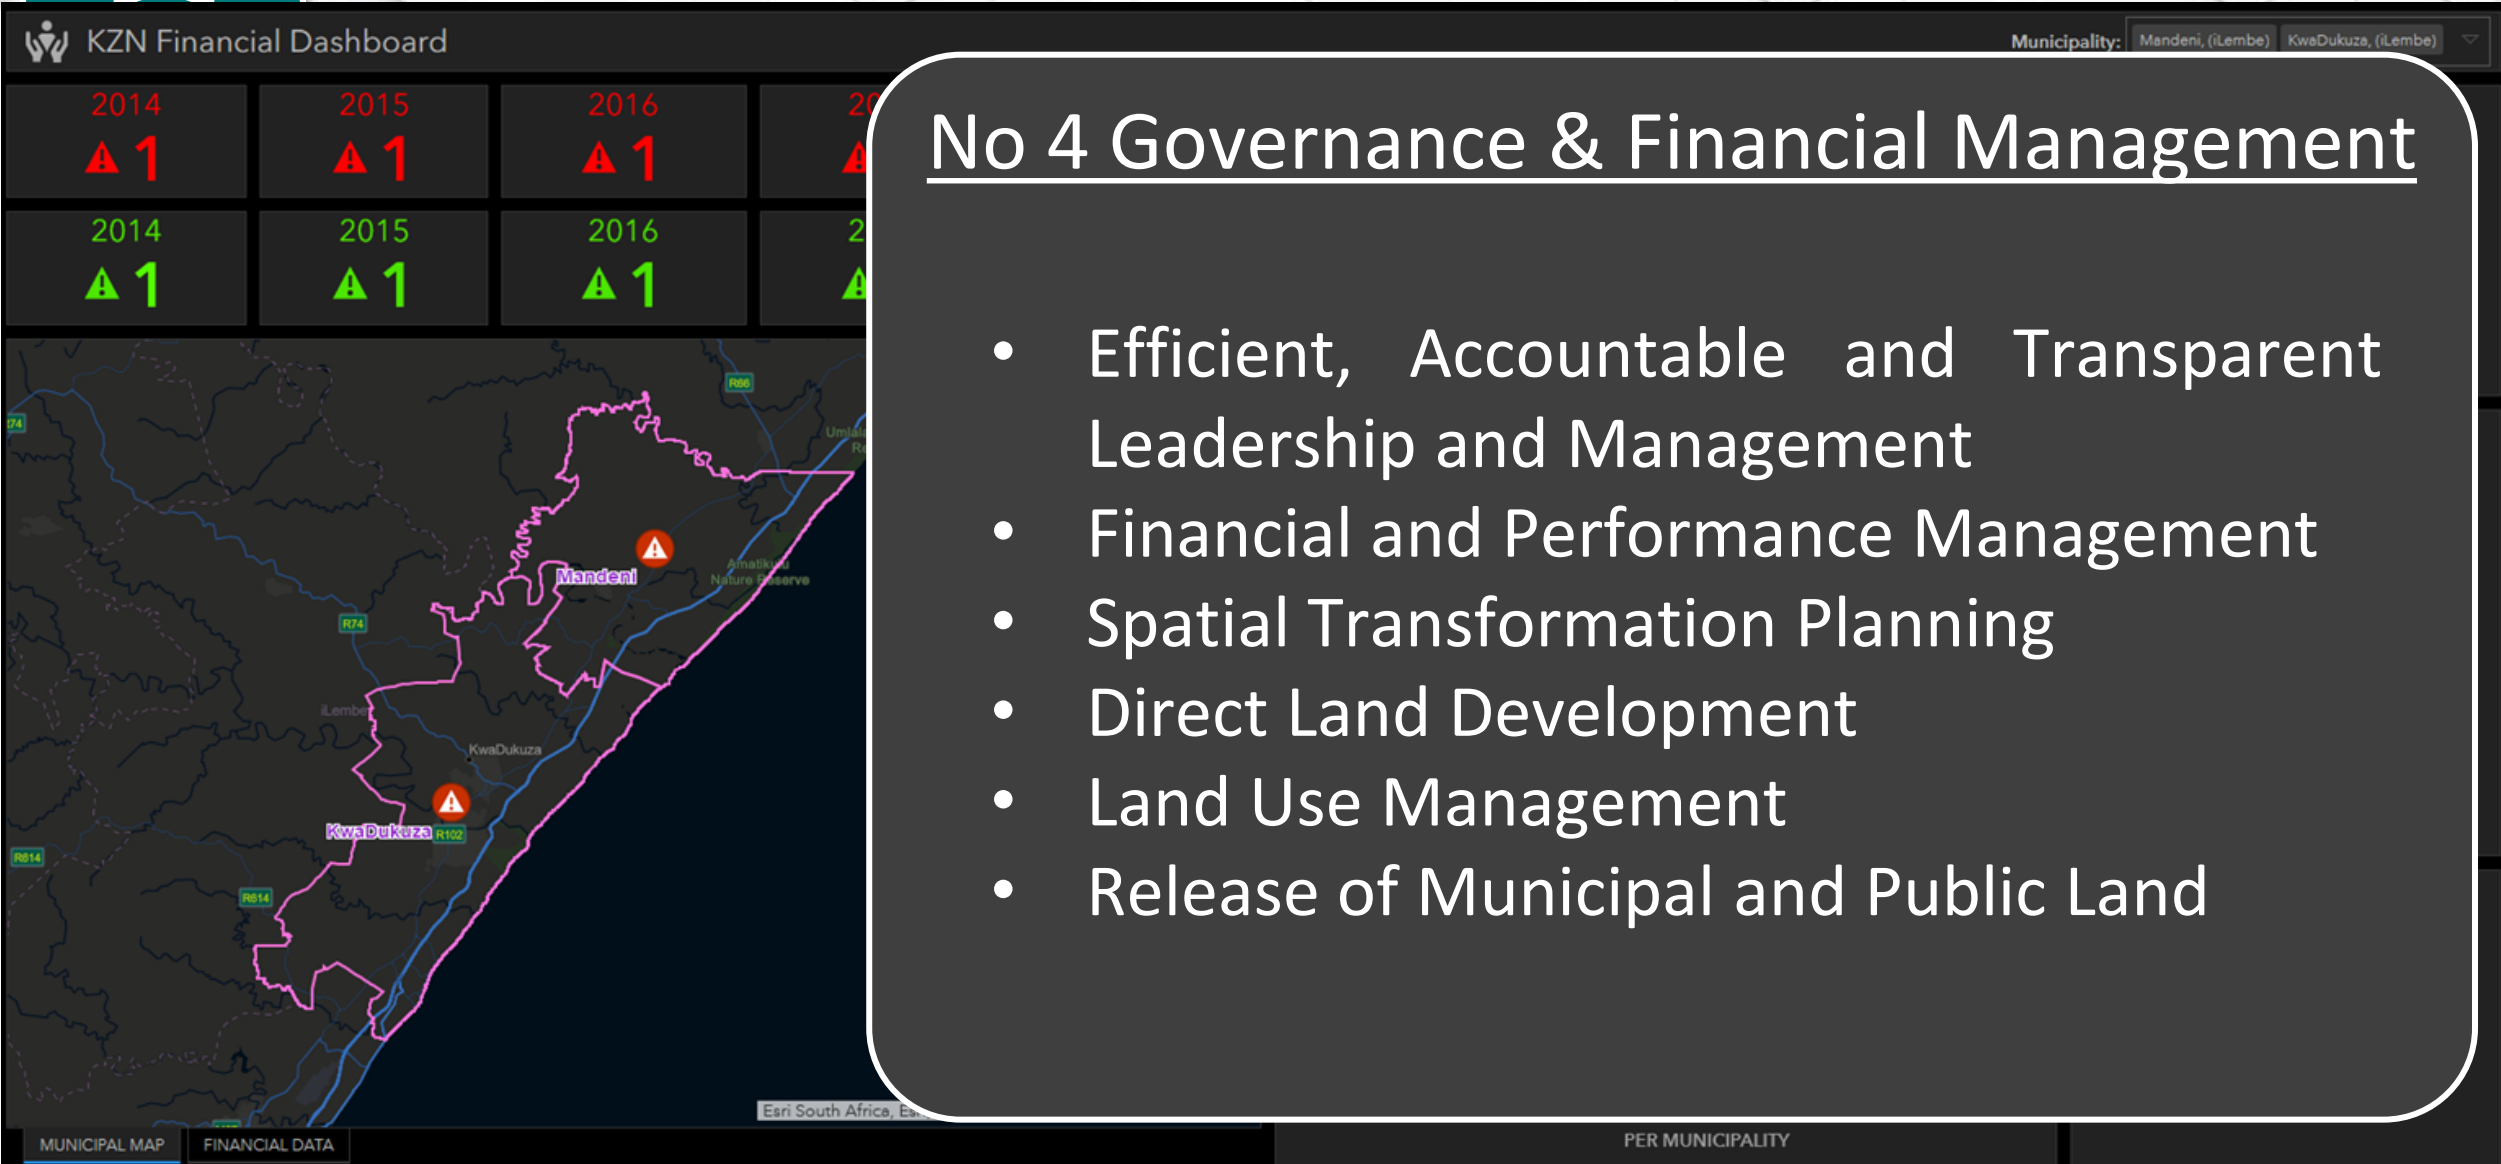 KZN Financial Dashboard
Municipality: Mandeni, (iLembe) KwaDukuza, (iLembe)
2014 2015 2016
1 1 1
2014 2015 2016
1 1 1
No 4 Governance & Financial Management
• Efficient, Accountable and Transparent
Leadership and Management
• Financial and Performance Management
• Spatial Transformation Planning
• Direct Land Development
• Land Use Management
• Release of Municipal and Public Land
R66
Mandeni
Nature Reserve
R74
iLembe
KwaDukuza
KwaDukuza
R102
R614
R614
Esri South Africa,
MUNICIPAL MAP FINANCIAL DATA
PER MUNICIPALITY